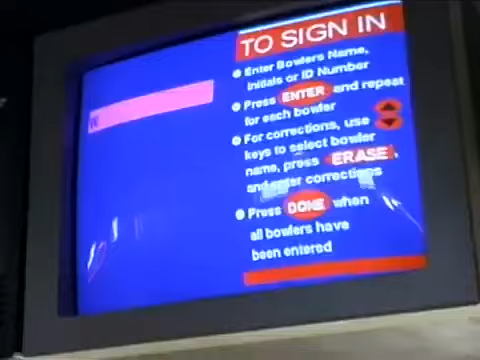 TO SIGN IN
Enter Bowlers Name,
Initials or ID Number
Press ENTER and repeat
for each bowler
For corrections, use
keys to select bowler
name, press ERASE,
and enter corrections
Press DONE when
all bowlers have
been entered